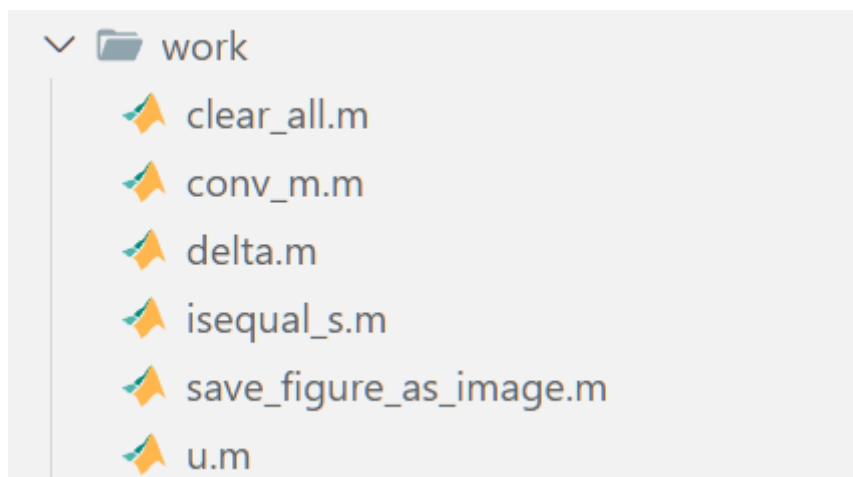 work
clear_all.m
conv_m.m
delta.m
isequal_s.m
save_figure_as_image.m
u.m